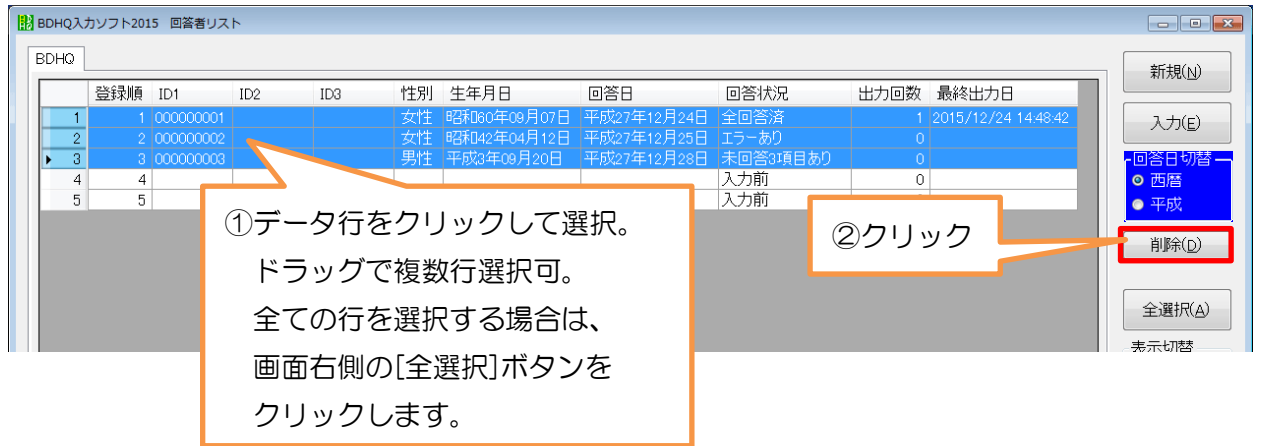 BDHQ入力ソフト2015 回答者リスト
BDHQ
登録順 ID1 ID2 ID3 性別 生年月日 回答日 回答状況 出力回数 最終出力日
1 1 000000001 女性 昭和60年09月07日 平成27年12月24日 全回答済 1 2015/12/24 14:48:42
2 2 000000002 女性 昭和42年04月12日 平成27年12月25日 エラーあり 0
3 3 000000003 男性 平成3年09月20日 平成27年12月28日 未回答3項目あり 0
4 4 入力前 0
5 5 入力前
①データ行をクリックして選択。
ドラッグで複数行選択可。
全ての行を選択する場合は、
画面右側の[全選択]ボタンを
クリックします。
②クリック
新規(N)
入力(E)
回答日切替
西暦
平成
削除(D)
全選択(A)
表示切替